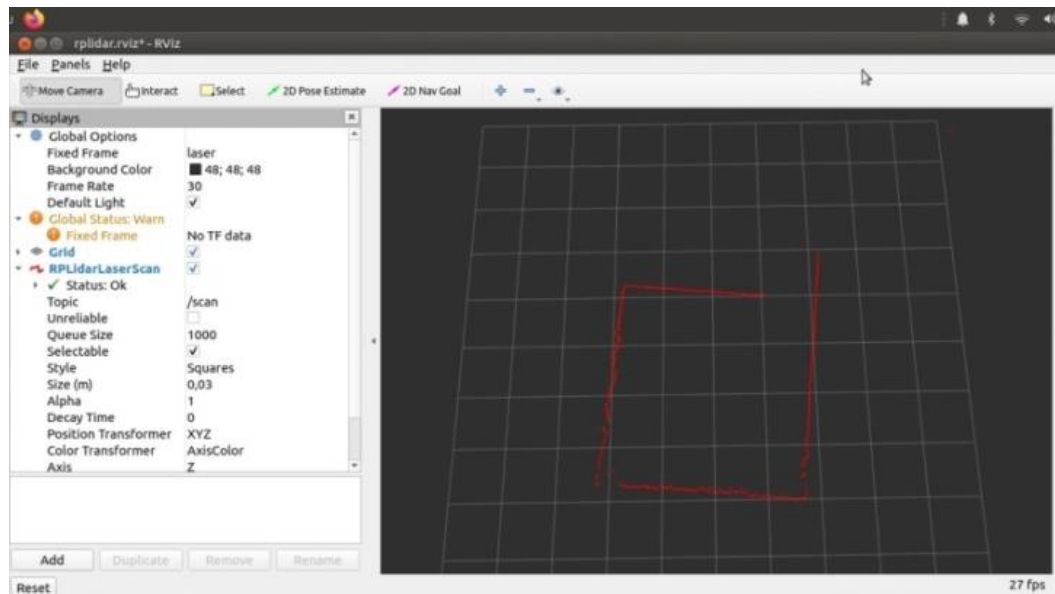 rplidar.rviz* - RViz
File Panels Help
Move Camera Interact Select 2D Pose Estimate 2D Nav Goal
Displays
Global Options
Fixed Frame laser
Background Color 48; 48; 48
Frame Rate 30
Default Light
Global Status: Warn
Fixed Frame No TF data
Grid
RPLidarLaserScan
Status: Ok
Topic /scan
Unreliable
Queue Size 1000
Selectable
Style Squares
Size (m) 0,03
Alpha 1
Decay Time 0
Position Transformer XYZ
Color Transformer AxisColor
Axis Z
Add Duplicate Remove Rename
Reset 27 fps